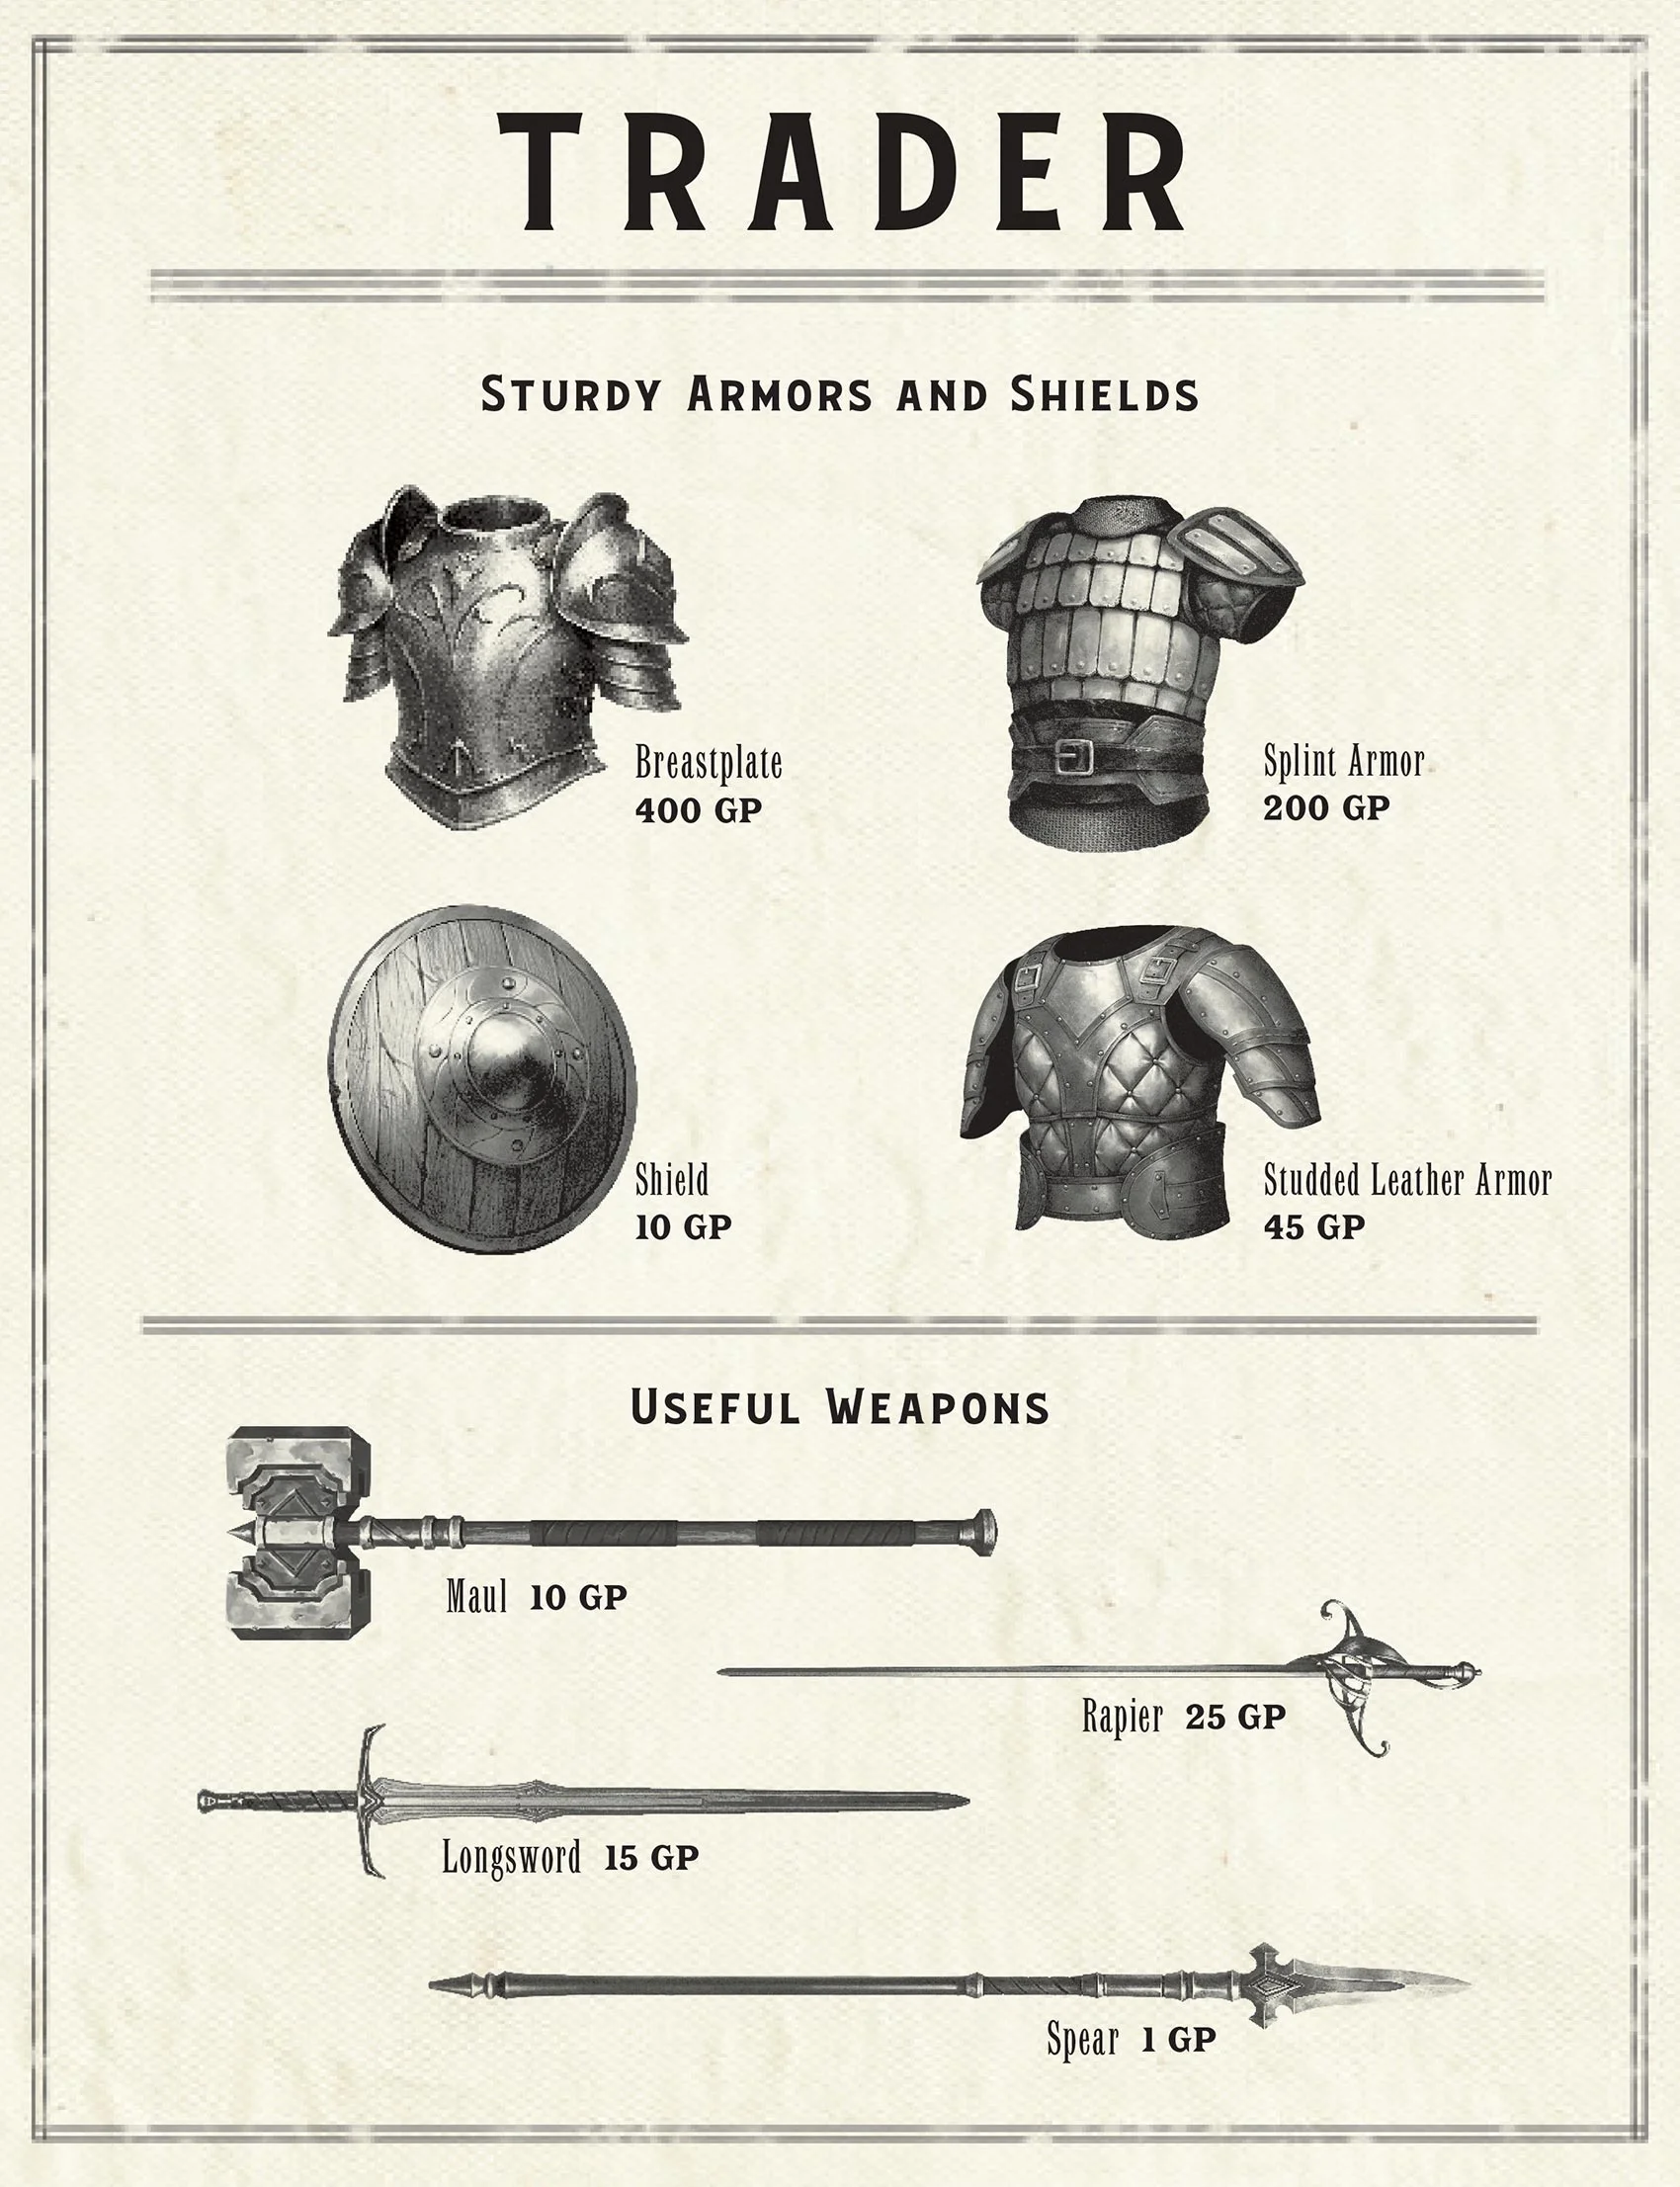 TRADER
Sturdy Armors and Shields
Breastplate
400 GP
Splint Armor
200 GP
Shield
10 GP
Studded Leather Armor
45 GP
Useful Weapons
Maul 10 GP
Rapier 25 GP
Longsword 15 GP
Spear 1 GP